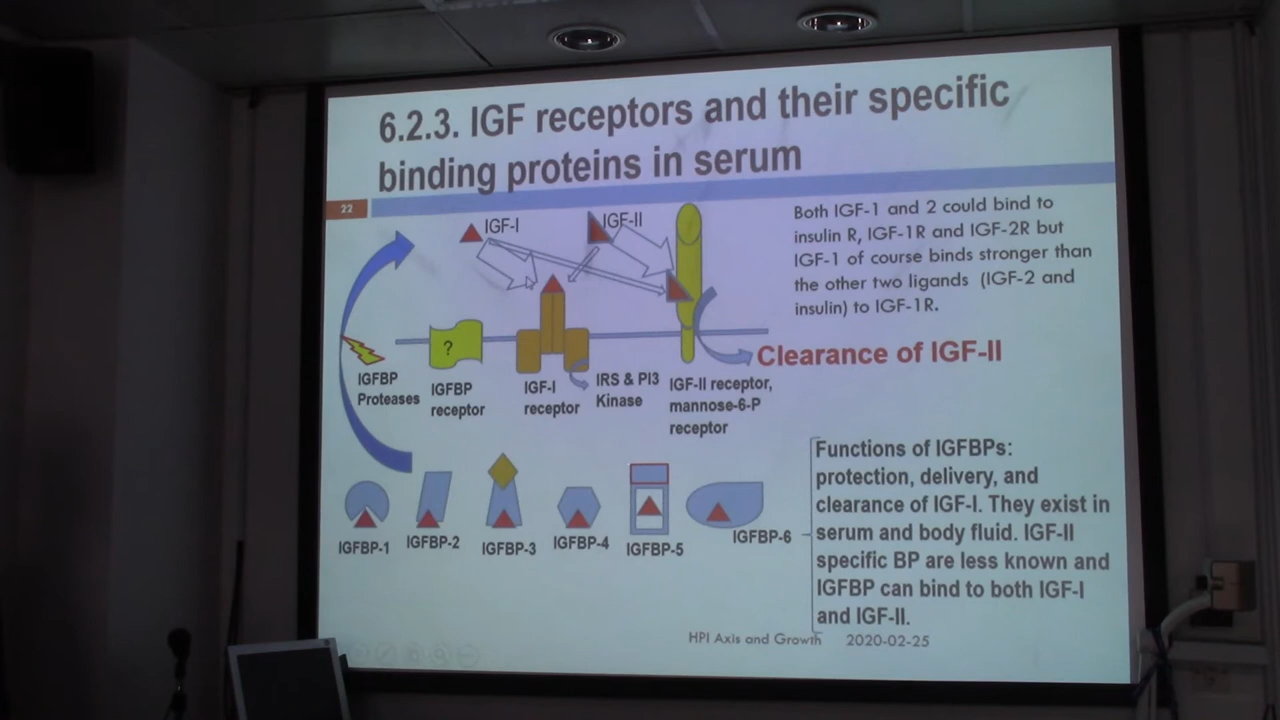 6.2.3. IGF receptors and their specific
binding proteins in serum
22
IGF-I
IGF-II
Both IGF-1 and 2 could bind to
insulin R, IGF-1R and IGF-2R but
IGF-1 of course binds stronger than
the other two ligands (IGF-2 and
insulin) to IGF-1R.
?
Clearance of IGF-II
IGFBP
Proteases
IGFBP
receptor
IGF-I
receptor
IRS & PI3
Kinase
IGF-II receptor,
mannose-6-P
receptor
IGFBP-1
IGFBP-2
IGFBP-3
IGFBP-4
IGFBP-5
IGFBP-6
Functions of IGFBPs:
protection, delivery, and
clearance of IGF-I. They exist in
serum and body fluid. IGF-II
specific BP are less known and
IGFBP can bind to both IGF-I
and IGF-II.
HPI Axis and Growth 2020-02-25